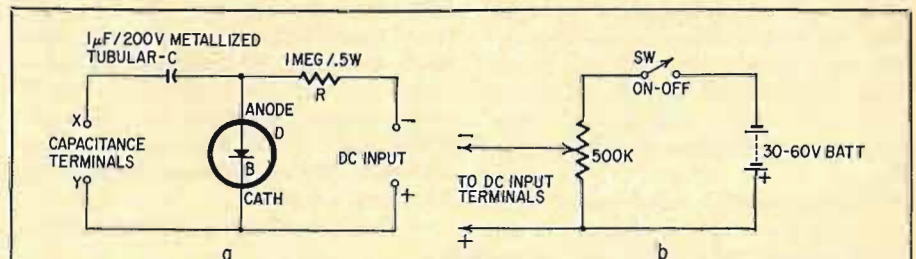 1µF/200V METALLIZED
TUBULAR-C
1MEG/.5W
R
ANODE
D
X
CAPACITANCE
TERMINALS
Y
B
CATH
−
DC INPUT
+
a
SW
ON-OFF
−
500K
30-60V BATT
+
TO DC INPUT
TERMINALS
+
b